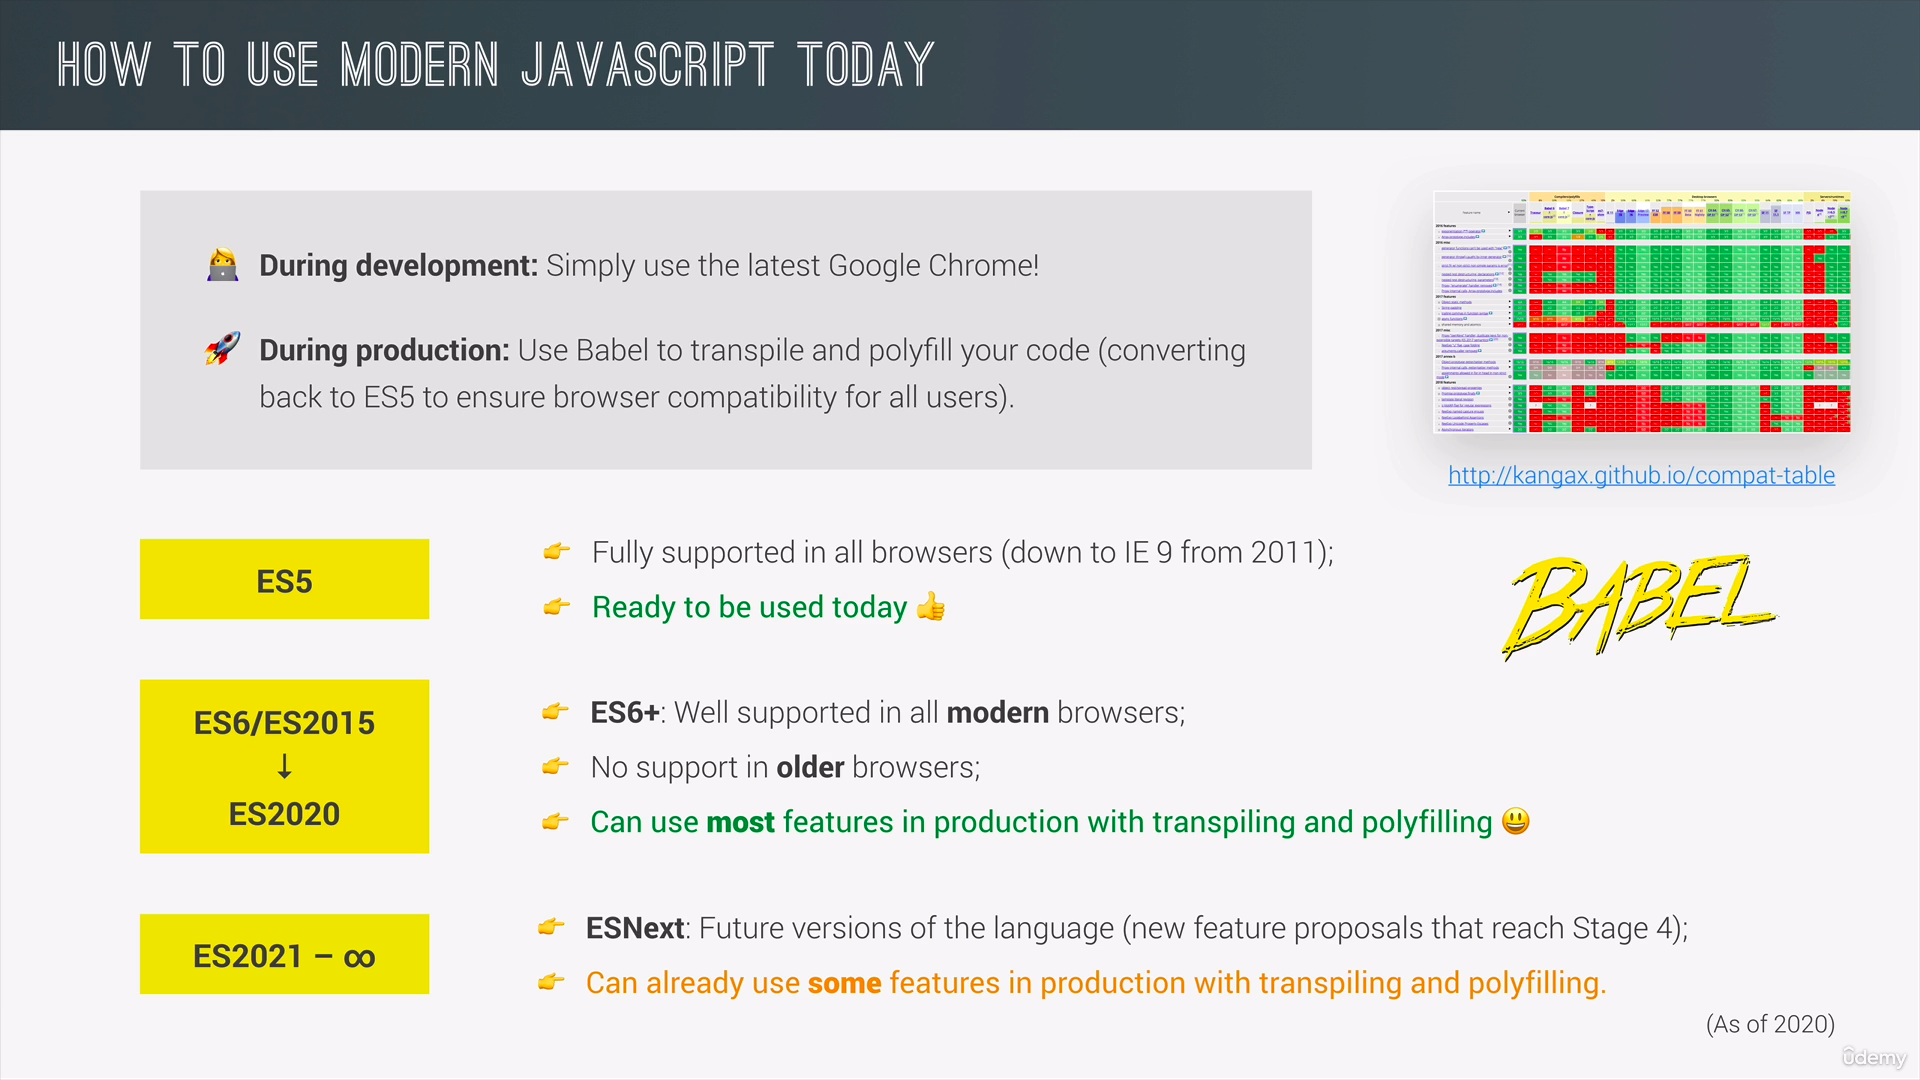 HOW TO USE MODERN JAVASCRIPT TODAY
During development: Simply use the latest Google Chrome!
During production: Use Babel to transpile and polyfill your code (converting
back to ES5 to ensure browser compatibility for all users).
http://kangax.github.io/compat-table
ES5
Fully supported in all browsers (down to IE 9 from 2011);
Ready to be used today
BABEL
ES6/ES2015
↓
ES2020
ES6+: Well supported in all modern browsers;
No support in older browsers;
Can use most features in production with transpiling and polyfilling
ES2021 – ∞
ESNext: Future versions of the language (new feature proposals that reach Stage 4);
Can already use some features in production with transpiling and polyfilling.
(As of 2020)
ûdemy